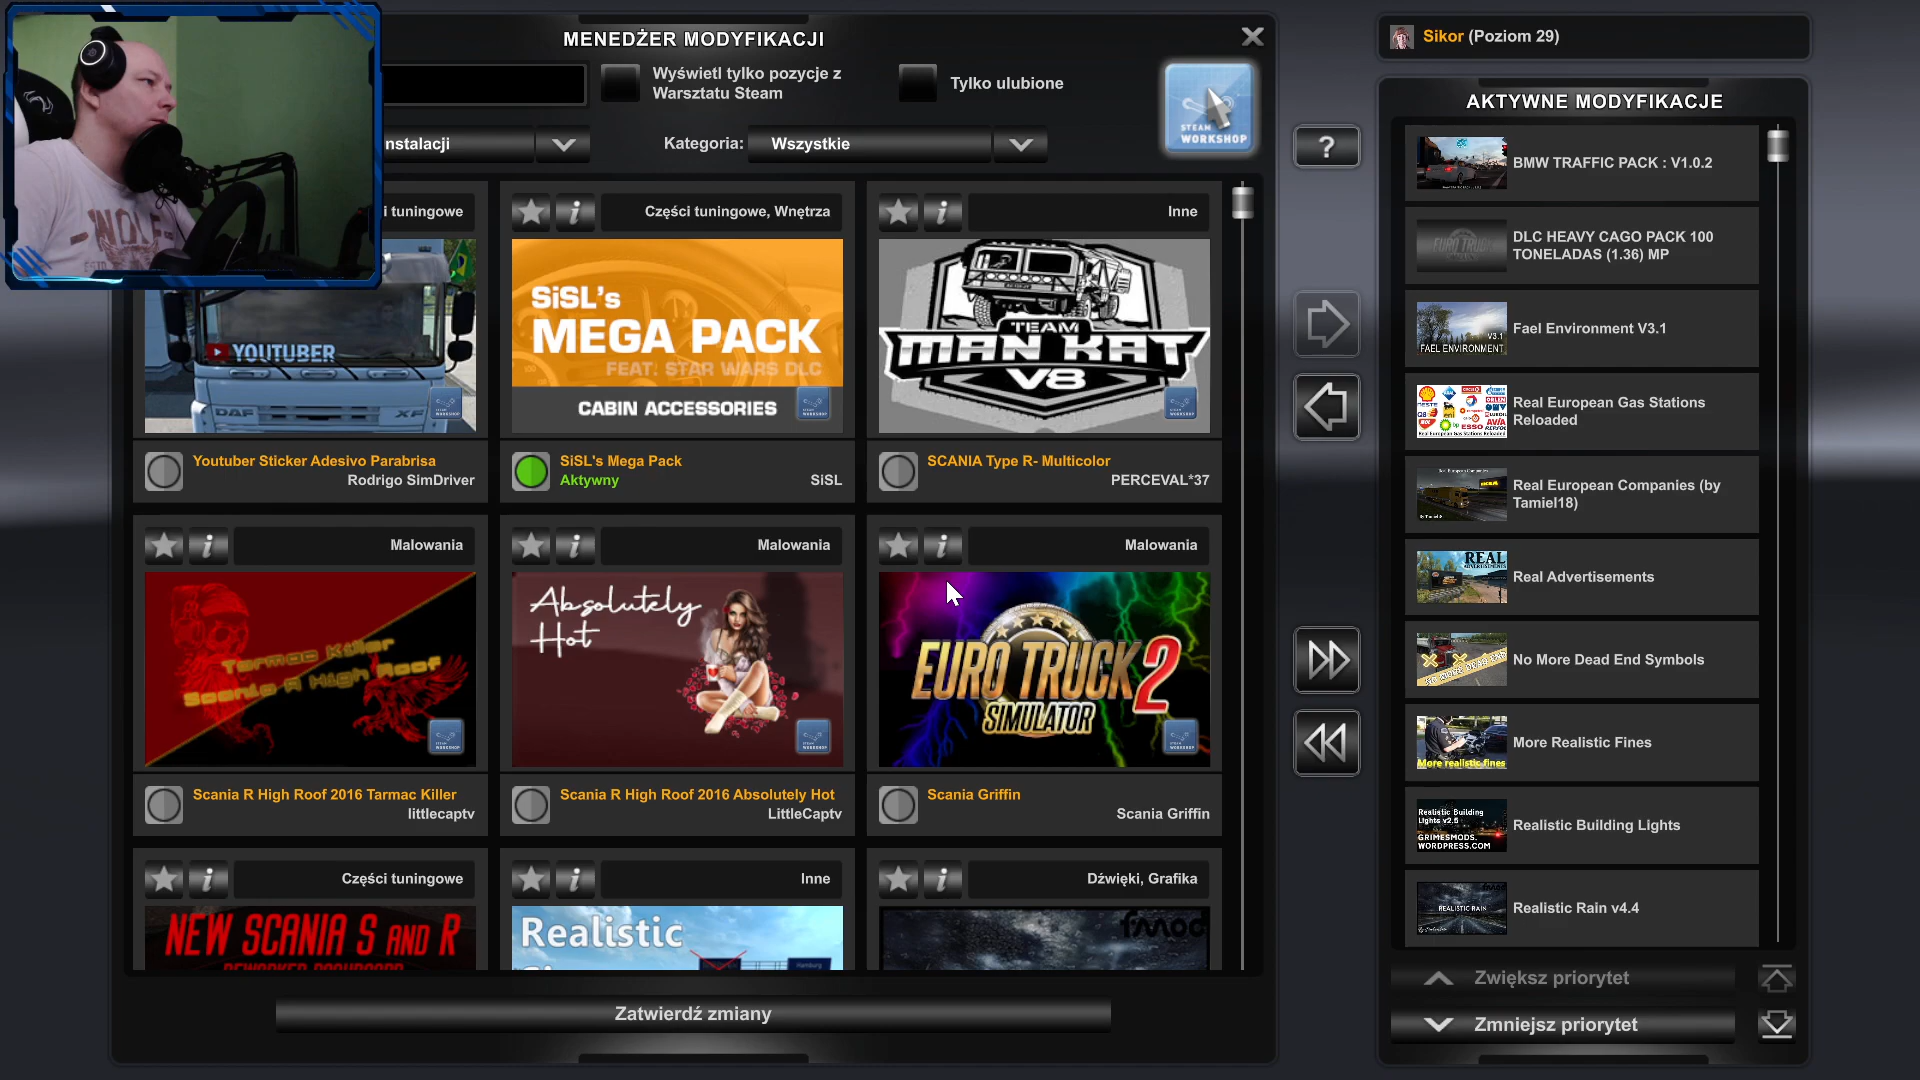 MENEDŻER MODYFIKACJI
Wyświetl tylko pozycje z
Warsztatu Steam
Tylko ulubione
STEAM
WORKSHOP
nstalacji
Kategoria:
Wszystkie
i tuningowe
YOUTUBER
DAF
XF
Youtuber Sticker Adesivo Parabrisa
Rodrigo SimDriver
Części tuningowe, Wnętrza
SiSL's
MEGA PACK
FEAT: STAR WARS DLC
CABIN ACCESSORIES
SiSL's Mega Pack
Aktywny
SiSL
Inne
TEAM
MAN KAT
V8
SCANIA Type R- Multicolor
PERCEVAL*37
Malowania
Tarmac Killer
Scania R High Roof
Scania R High Roof 2016 Tarmac Killer
littlecaptv
Malowania
Absolutely
Hot
Scania R High Roof 2016 Absolutely Hot
LittleCaptv
Malowania
EURO TRUCK 2
SIMULATOR
Scania Griffin
Scania Griffin
Części tuningowe
NEW SCANIA S AND R
Inne
Realistic
Dźwięki, Grafika
fmod
Zatwierdź zmiany
?
Sikor (Poziom 29)
AKTYWNE MODYFIKACJE
BMW TRAFFIC PACK : V1.0.2
DLC HEAVY CAGO PACK 100
TONELADAS (1.36) MP
V3.1
FAEL ENVIRONMENT
Fael Environment V3.1
Real European Gas Stations
Reloaded
Real European Companies (by
Tamiel18)
REAL
ADVERTISEMENTS
Real Advertisements
No More Dead End Symbols
More realistic fines
More Realistic Fines
Realistic Building
Lights v2.5
GRIMESMODS.
WORDPRESS.COM
Realistic Building Lights
REALISTIC RAIN
Realistic Rain v4.4
Zwiększ priorytet
Zmniejsz priorytet